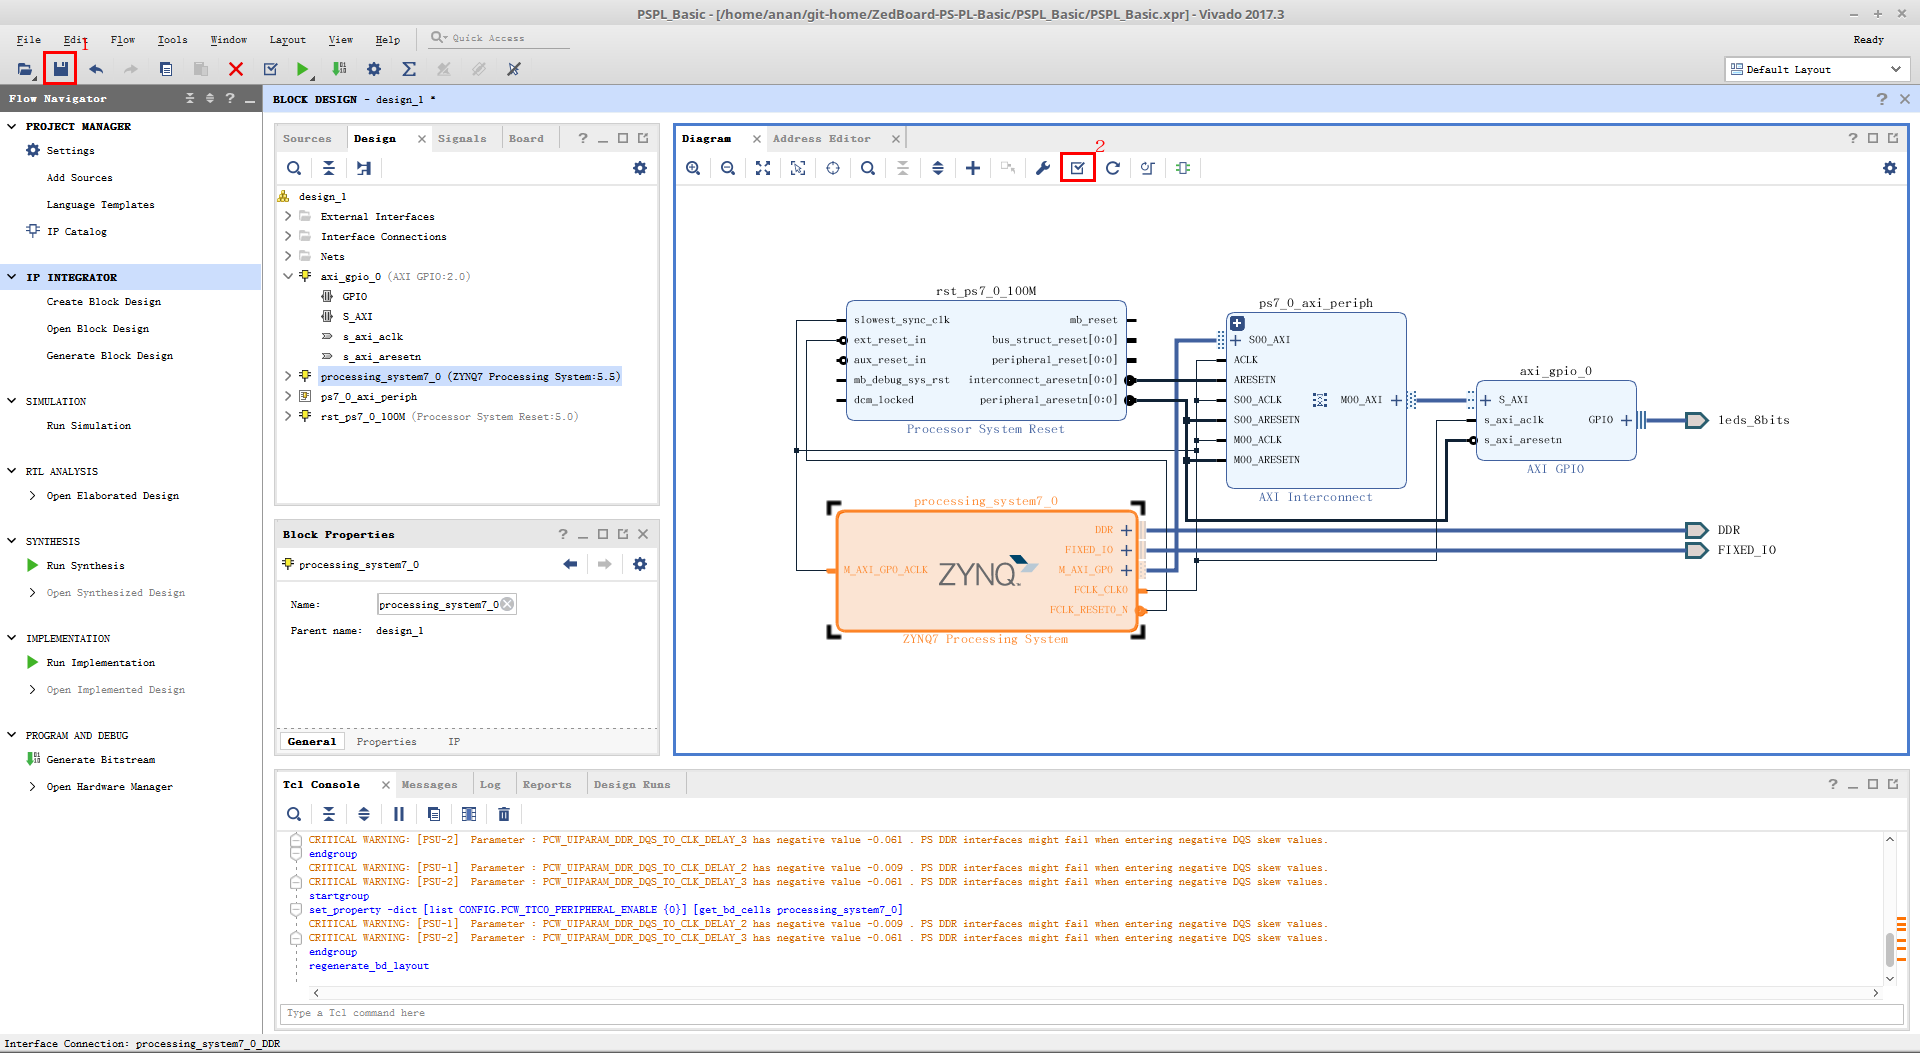 PSPL_Basic - [/home/anan/git-home/ZedBoard-PS-PL-Basic/PSPL_Basic/PSPL_Basic.xpr] - Vivado 2017.3
File Edit Flow Tools Window Layout View Help Quick Access Ready
1
Default Layout
Flow Navigator
BLOCK DESIGN - design_1 *
PROJECT MANAGER
Settings
Add Sources
Language Templates
IP Catalog
IP INTEGRATOR
Create Block Design
Open Block Design
Generate Block Design
SIMULATION
Run Simulation
RTL ANALYSIS
Open Elaborated Design
SYNTHESIS
Run Synthesis
Open Synthesized Design
IMPLEMENTATION
Run Implementation
Open Implemented Design
PROGRAM AND DEBUG
Generate Bitstream
Open Hardware Manager
Sources Design Signals Board
design_1
External Interfaces
Interface Connections
Nets
axi_gpio_0 (AXI GPIO:2.0)
GPIO
S_AXI
s_axi_aclk
s_axi_aresetn
processing_system7_0 (ZYNQ7 Processing System:5.5)
ps7_0_axi_periph
rst_ps7_0_100M (Processor System Reset:5.0)
Block Properties
processing_system7_0
Name: processing_system7_0
Parent name: design_1
General Properties IP
Diagram Address Editor
2
rst_ps7_0_100M
slowest_sync_clk mb_reset
ext_reset_in bus_struct_reset[0:0]
aux_reset_in peripheral_reset[0:0]
mb_debug_sys_rst interconnect_aresetn[0:0]
dcm_locked peripheral_aresetn[0:0]
Processor System Reset
ps7_0_axi_periph
S00_AXI
ACLK
ARESETN
S00_ACLK M00_AXI
S00_ARESETN
M00_ACLK
M00_ARESETN
AXI Interconnect
axi_gpio_0
S_AXI
s_axi_aclk GPIO
s_axi_aresetn
AXI GPIO
leds_8bits
processing_system7_0
DDR
FIXED_IO
M_AXI_GP0_ACLK ZYNQ M_AXI_GP0
FCLK_CLK0
FCLK_RESET0_N
ZYNQ7 Processing System
DDR
FIXED_IO
Tcl Console Messages Log Reports Design Runs
CRITICAL WARNING: [PSU-2] Parameter : PCW_UIPARAM_DDR_DQS_TO_CLK_DELAY_3 has negative value -0.061 . PS DDR interfaces might fail when entering negative DQS skew values.
endgroup
CRITICAL WARNING: [PSU-1] Parameter : PCW_UIPARAM_DDR_DQS_TO_CLK_DELAY_2 has negative value -0.009 . PS DDR interfaces might fail when entering negative DQS skew values.
CRITICAL WARNING: [PSU-2] Parameter : PCW_UIPARAM_DDR_DQS_TO_CLK_DELAY_3 has negative value -0.061 . PS DDR interfaces might fail when entering negative DQS skew values.
startgroup
set_property -dict [list CONFIG.PCW_TTC0_PERIPHERAL_ENABLE {0}] [get_bd_cells processing_system7_0]
CRITICAL WARNING: [PSU-1] Parameter : PCW_UIPARAM_DDR_DQS_TO_CLK_DELAY_2 has negative value -0.009 . PS DDR interfaces might fail when entering negative DQS skew values.
CRITICAL WARNING: [PSU-2] Parameter : PCW_UIPARAM_DDR_DQS_TO_CLK_DELAY_3 has negative value -0.061 . PS DDR interfaces might fail when entering negative DQS skew values.
endgroup
regenerate_bd_layout
Type a Tcl command here
Interface Connection: processing_system7_0_DDR